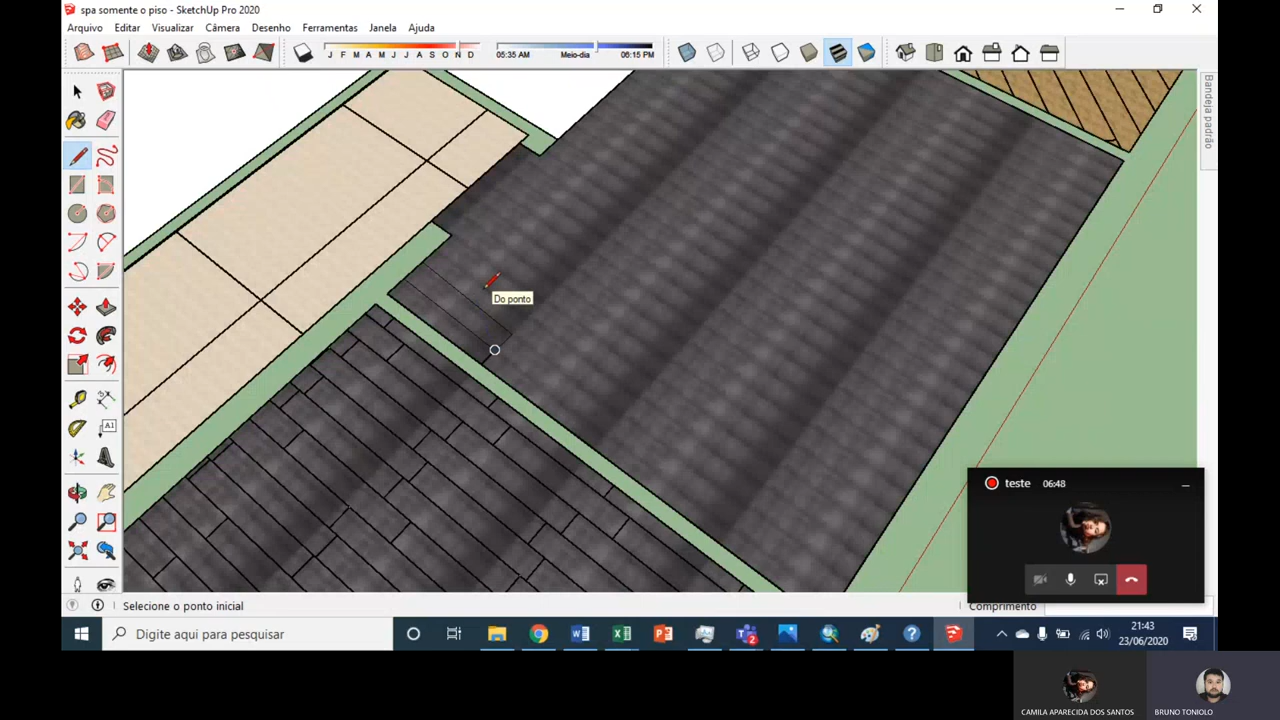 spa somente o piso - SketchUp Pro 2020
Arquivo Editar Visualizar Câmera Desenho Ferramentas Janela Ajuda
J F M A M J J A S O N D
05:35 AM Meio-dia 06:15 PM
Bandeja padrão
A1
Do ponto
teste 06:48
Selecione o ponto inicial
Comprimento
Digite aqui para pesquisar
2
21:43
23/06/2020
CAMILA APARECIDA DOS SANTOS
BRUNO TONIOLO